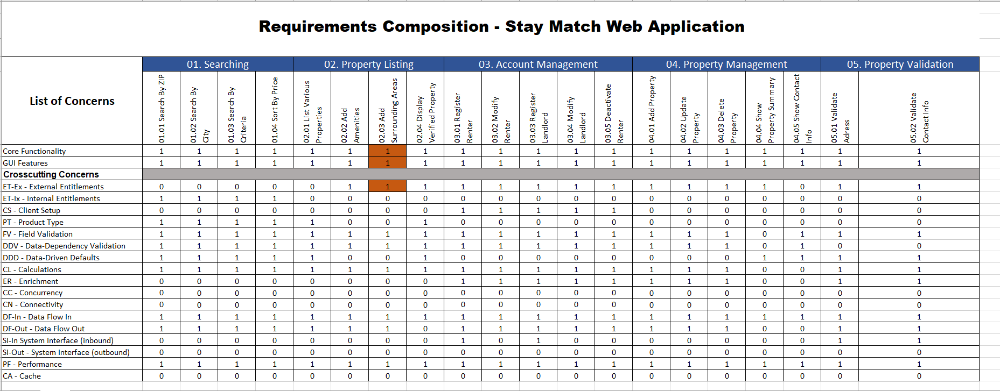 Requirements Composition - Stay Match Web Application
01. Searching 02. Property Listing 03. Account Management 04. Property Management 05. Property Validation
List of Concerns
01.01 Search By ZIP
01.02 Search By
City
01.03 Search By
Criteria
01.04 Sort By Price
02.01 List Various
Properties
02.02 Add
Amenities
02.03 Add
Surrounding Areas
02.04 Display
Verified Property
03.01 Register
Renter
03.02 Modify
Renter
03.03 Register
Landlord
03.04 Modify
Landlord
03.05 Deactivate
Renter
04.01 Add Property
04.02 Update
Property
04.03 Delete
Property
04.04 Show
Property Summmary
04.05 Show Contact
Info
05.01 Validate
Adress
05.02 Validate
Contact Info
Core Functionality 1 1 1 1 1 1 1 1 1 1 1 1 1 1 1 1 1 1 1 1
GUI Features 1 1 1 1 1 1 1 1 1 1 1 1 1 1 1 1 1 1 1 1
Crosscutting Concerns
ET-Ex - External Entitlements 0 0 0 0 0 1 1 1 1 1 1 1 1 1 1 1 1 0 1 1
ET-Ix - Internal Entitlements 1 1 1 1 0 0 0 0 0 0 0 0 0 0 0 0 0 0 0 0
CS - Client Setup 0 0 0 0 0 0 0 0 1 1 1 1 1 0 0 0 0 0 0 0
PT - Product Type 1 1 1 1 1 0 0 1 0 0 0 0 0 0 0 0 0 0 0 0
FV - Field Validation 1 1 1 1 1 1 1 1 1 1 1 1 1 1 1 1 0 1 1 1
DDV - Data-Dependency Validation 1 1 1 1 1 1 1 1 1 1 1 1 1 1 1 1 0 1 0 0
DDD - Data-Driven Defaults 1 1 1 1 1 0 0 1 0 0 0 0 0 0 0 0 1 1 1 1
CL - Calculations 1 1 1 1 1 1 1 1 1 1 1 1 1 1 1 1 0 0 1 1
ER - Enrichment 0 0 0 0 0 0 0 0 1 1 1 1 1 1 1 1 0 0 1 1
CC - Concurrency 0 0 0 0 0 0 0 0 0 0 0 0 0 0 0 0 0 0 0 0
CN - Connectivity 0 0 0 0 0 0 0 0 0 0 0 0 0 0 0 0 0 0 0 0
DF-In - Data Flow In 1 1 1 1 1 1 1 1 1 1 1 1 1 1 1 1 1 1 1 1
DF-Out - Data Flow Out 1 1 1 1 1 1 1 0 1 1 1 1 1 1 1 1 0 0 1 1
SI-In System Interface (inbound) 0 0 0 0 0 0 0 0 1 0 1 0 0 0 0 0 0 0 1 1
SI-Out - System Interface (outbound) 0 0 0 0 0 0 0 0 0 0 0 0 0 0 0 0 0 0 0 0
PF - Performance 1 1 1 1 1 1 1 1 1 1 1 1 1 1 1 1 1 1 1 1
CA - Cache 0 0 0 0 0 0 0 0 0 0 0 0 0 0 0 0 0 0 0 0